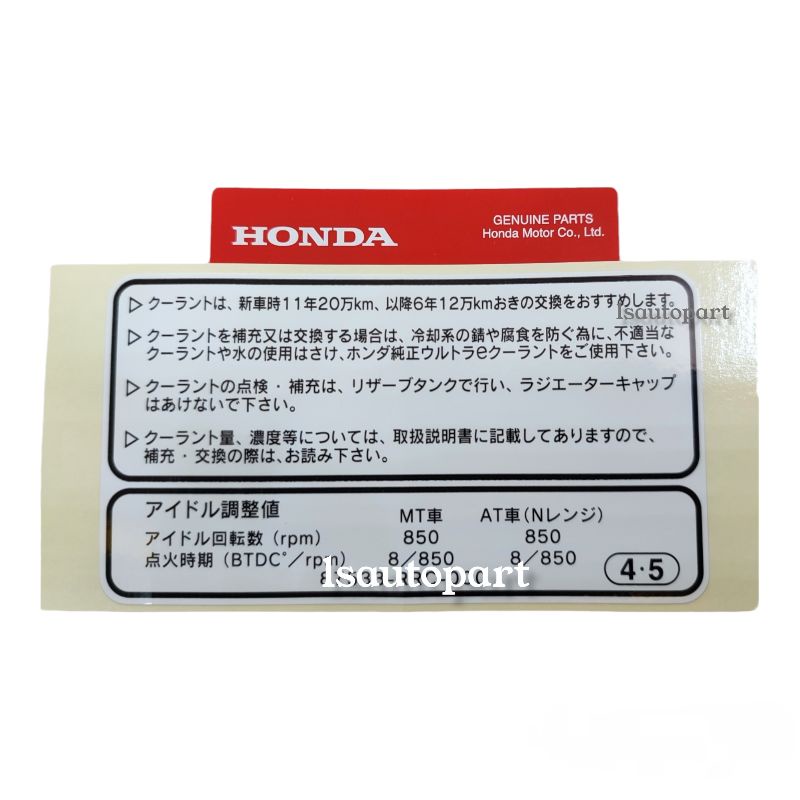 HONDA
GENUINE PARTS
Honda Motor Co., Ltd.
▷クーラントは、新車時11年20万km、以降6年12万kmおきの交換をおすすめします。
lsautopart
▷クーラントを補充又は交換する場合は、冷却系の錆や腐食を防ぐ為に、不適当な
クーラントや水の使用はさけ、ホンダ純正ウルトラeクーラントをご使用下さい。
▷クーラントの点検・補充は、リザーブタンクで行い、ラジエーターキャップ
はあけないで下さい。
▷クーラント量、濃度等については、取扱説明書に記載してありますので、
補充・交換の際は、お読み下さい。
アイドル調整値 MT車 AT車(Nレンジ)
アイドル回転数(rpm) 850 850
点火時期(BTDC°/rpm) 8/850 8/850
lsautopart
4・5